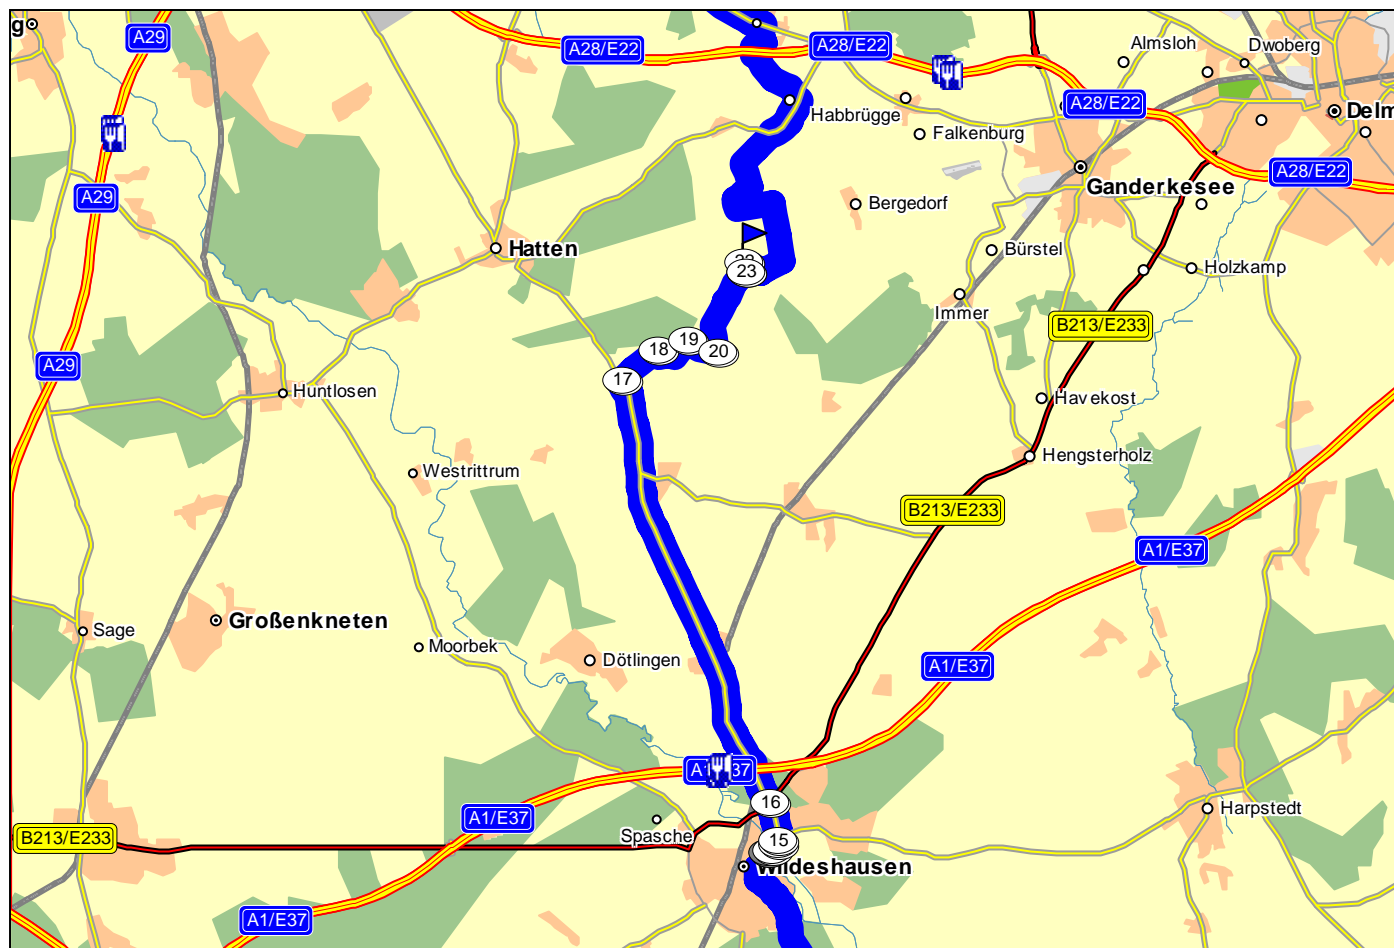 g
A29
A28/E22
A28/E22
Almsloh
Dwoberg
A28/E22
Delm
Habbrügge
Falkenburg
A28/E22
Ganderkesee
A29
Bergedorf
Hatten
Bürstel
Holzkamp
23
Immer
B213/E233
19
18
20
A29
17
Huntlosen
Havekost
Hengsterholz
Westrittrum
B213/E233
A1/E37
Großenkneten
Sage
Moorbek
Dötlingen
A1/E37
16
Harpstedt
A1/E37
Spasche
B213/E233
15
Wildeshausen
A1/E37